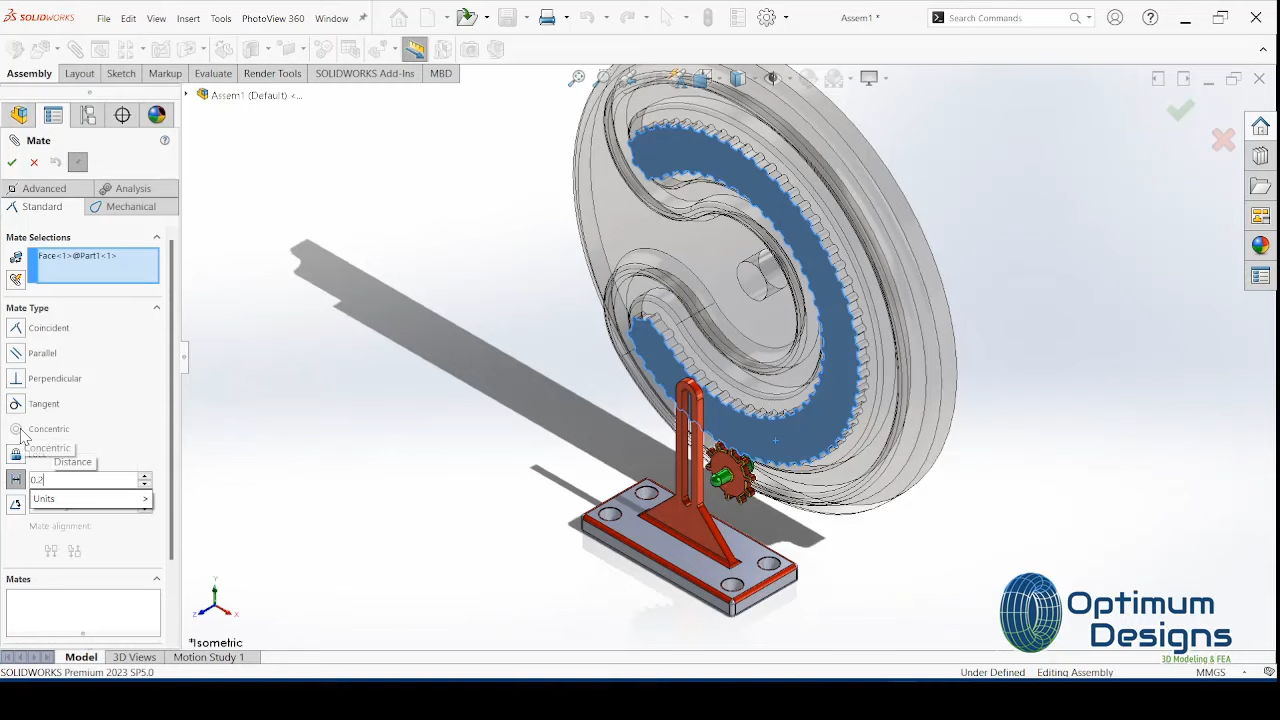 SOLIDWORKS
File
Edit
View
Insert
Tools
PhotoView 360
Window
Assem1 *
Search Commands
Assembly
Layout
Sketch
Markup
Evaluate
Render Tools
SOLIDWORKS Add-Ins
MBD
Assem1 (Default) <...
Mate
Advanced
Analysis
Standard
Mechanical
Mate Selections
Face<1>@Part1<1>
Mate Type
Coincident
Parallel
Perpendicular
Tangent
Concentric
Concentric
Distance
0.2
Units >
Mate alignment:
Mates
Y
Z
X
*Isometric
Optimum
Designs
3D Modeling & FEA
Model
3D Views
Motion Study 1
SOLIDWORKS Premium 2023 SP5.0
Under Defined
Editing Assembly
MMGS